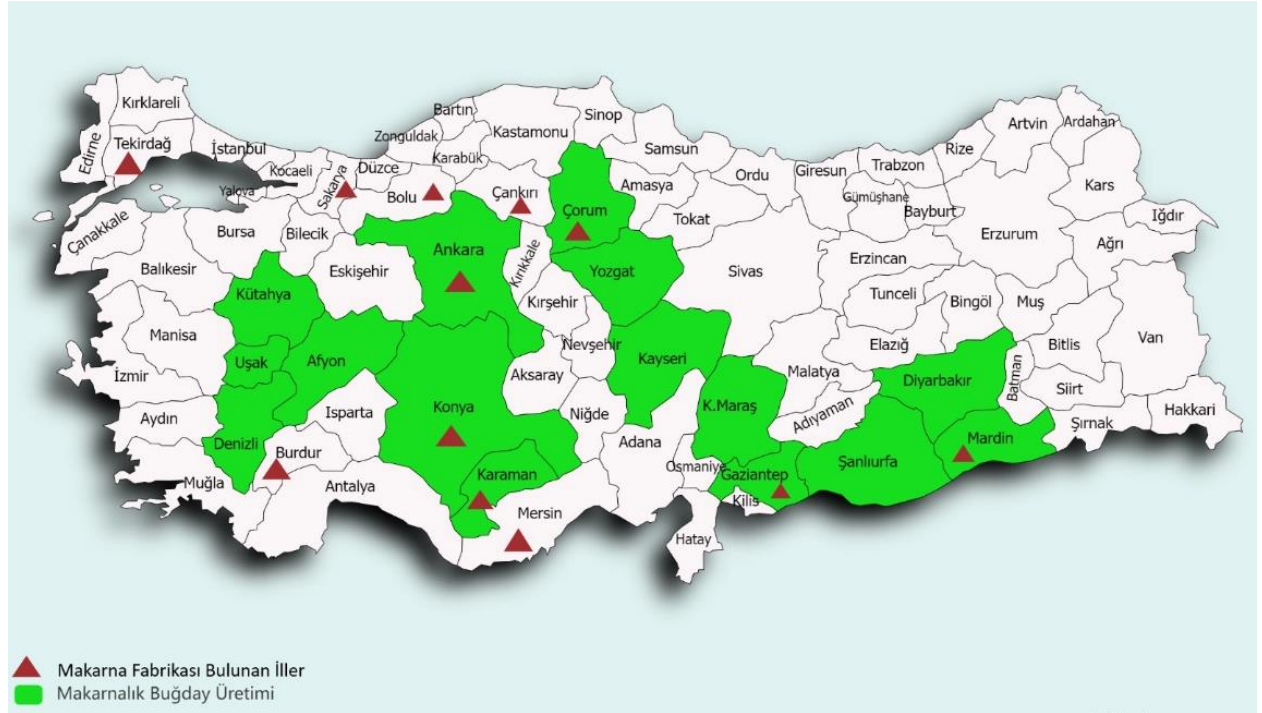 Kırklareli
Edirne
Tekirdağ
İstanbul
Kocaeli
Yalova
Sakarya
Düzce
Zonguldak
Bartın
Karabük
Kastamonu
Sinop
Samsun
Bolu
Çankırı
Çorum
Amasya
Tokat
Ordu
Giresun
Trabzon
Gümüşhane
Bayburt
Rize
Artvin
Ardahan
Kars
Iğdır
Ağrı
Erzurum
Erzincan
Çanakkale
Bursa
Bilecik
Balıkesir
Kütahya
Eskişehir
Ankara
Kırıkkale
Yozgat
Sivas
Kırşehir
Tunceli
Bingöl
Muş
Manisa
Uşak
Afyon
Nevşehir
Kayseri
Elazığ
Bitlis
Van
İzmir
Aksaray
Malatya
Diyarbakır
Batman
Siirt
Aydın
Isparta
Konya
Niğde
K.Maraş
Adıyaman
Mardin
Şırnak
Hakkari
Denizli
Burdur
Karaman
Adana
Osmaniye
Gaziantep
Şanlıurfa
Muğla
Antalya
Mersin
Kilis
Hatay
Makarna Fabrikası Bulunan İller
Makarnalık Buğday Üretimi